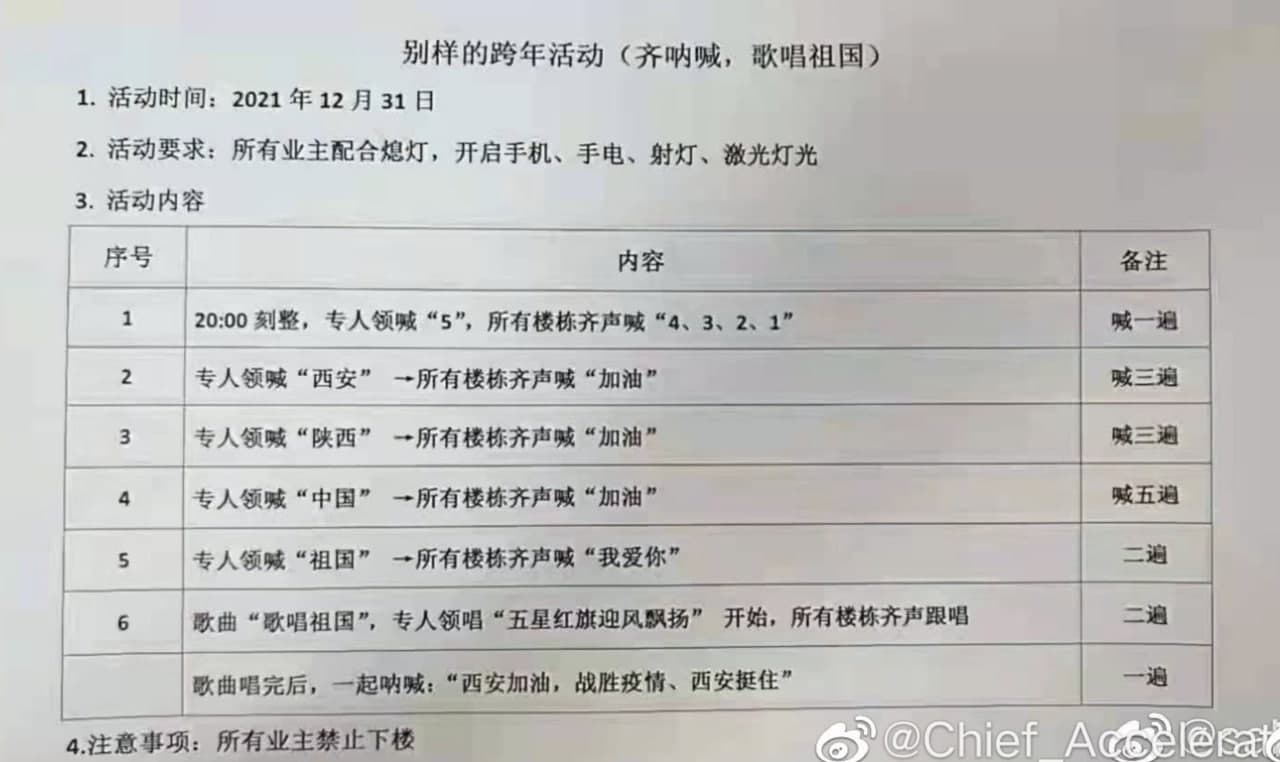 别样的跨年活动（齐呐喊，歌唱祖国）
1. 活动时间：2021 年 12 月 31 日
2. 活动要求：所有业主配合熄灯，开启手机、手电、射灯、激光灯光
3. 活动内容
序号 内容 备注
1 20:00 刻整，专人领喊“5”，所有楼栋齐声喊“4、3、2、1” 喊一遍
2 专人领喊“西安” →所有楼栋齐声喊“加油” 喊三遍
3 专人领喊“陕西” →所有楼栋齐声喊“加油” 喊三遍
4 专人领喊“中国” →所有楼栋齐声喊“加油” 喊五遍
5 专人领喊“祖国” →所有楼栋齐声喊“我爱你” 二遍
6 歌曲“歌唱祖国”，专人领唱“五星红旗迎风飘扬” 开始，所有楼栋齐声跟唱 二遍
歌曲唱完后，一起呐喊：“西安加油，战胜疫情、西安挺住” 一遍
4.注意事项：所有业主禁止下楼